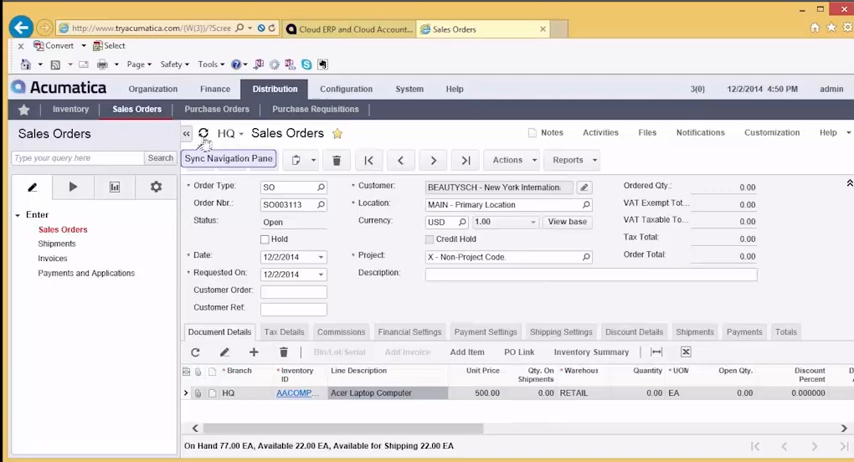 http://www.tryacumatica.com/(W(3))/?Scree
Cloud ERP and Cloud Account...
Sales Orders
Convert
Select
Page
Safety
Tools
Acumatica
Organization
Finance
Distribution
Configuration
System
Help
3(0)
12/2/2014 4:50 PM
admin
Inventory
Sales Orders
Purchase Orders
Purchase Requisitions
Sales Orders
HQ
Sales Orders
Notes
Activities
Files
Notifications
Customization
Help
Type your query here
Search
Sync Navigation Pane
Actions
Reports
Enter
Sales Orders
Shipments
Invoices
Payments and Applications
* Order Type:
SO
* Customer:
BEAUTYSCH - New York Internation
Ordered Qty.:
0.00
Order Nbr.:
SO003113
* Location:
MAIN - Primary Location
VAT Exempt Tot...
0.00
Status:
Open
Currency:
USD
1.00
View base
VAT Taxable To...
0.00
Hold
Credit Hold
Tax Total:
0.00
* Date:
12/2/2014
* Project:
X - Non-Project Code.
Order Total:
0.00
* Requested On:
12/2/2014
Description:
Customer Order:
Customer Ref.:
Document Details
Tax Details
Commissions
Financial Settings
Payment Settings
Shipping Settings
Discount Details
Shipments
Payments
Totals
Bin/Lot/Serial
Add Invoice
Add Item
PO Link
Inventory Summary
* Branch
* Inventory ID
Line Description
Unit Price
Qty. On Shipments
* Warehous
Quantity
* UOM
Open Qty.
Discount Percent
HQ
AACOMP...
Acer Laptop Computer
500.00
0.00
RETAIL
0.00
EA
0.00
0.000000
On Hand 77.00 EA, Available 22.00 EA, Available for Shipping 22.00 EA